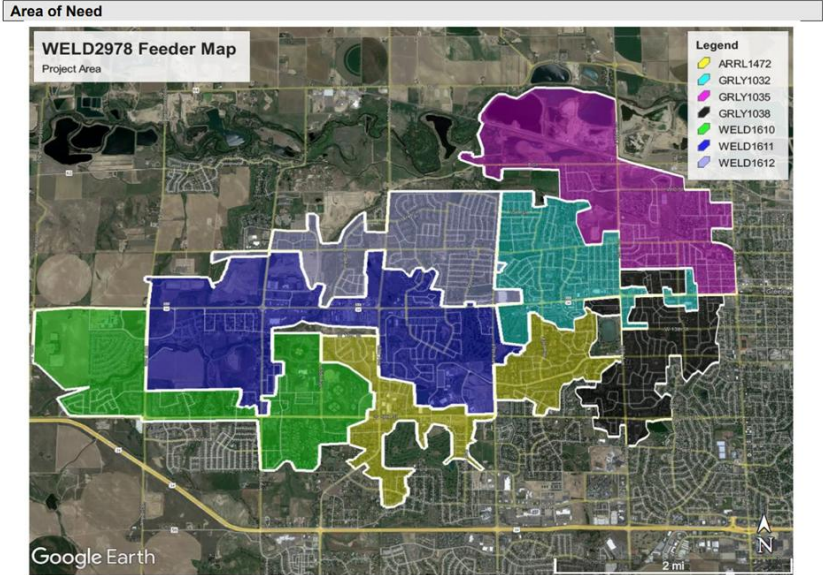 Area of Need
WELD2978 Feeder Map
Project Area
Legend
ARRL1472
GRLY1032
GRLY1035
GRLY1038
WELD1610
WELD1611
WELD1612
N
Google Earth
2 mi